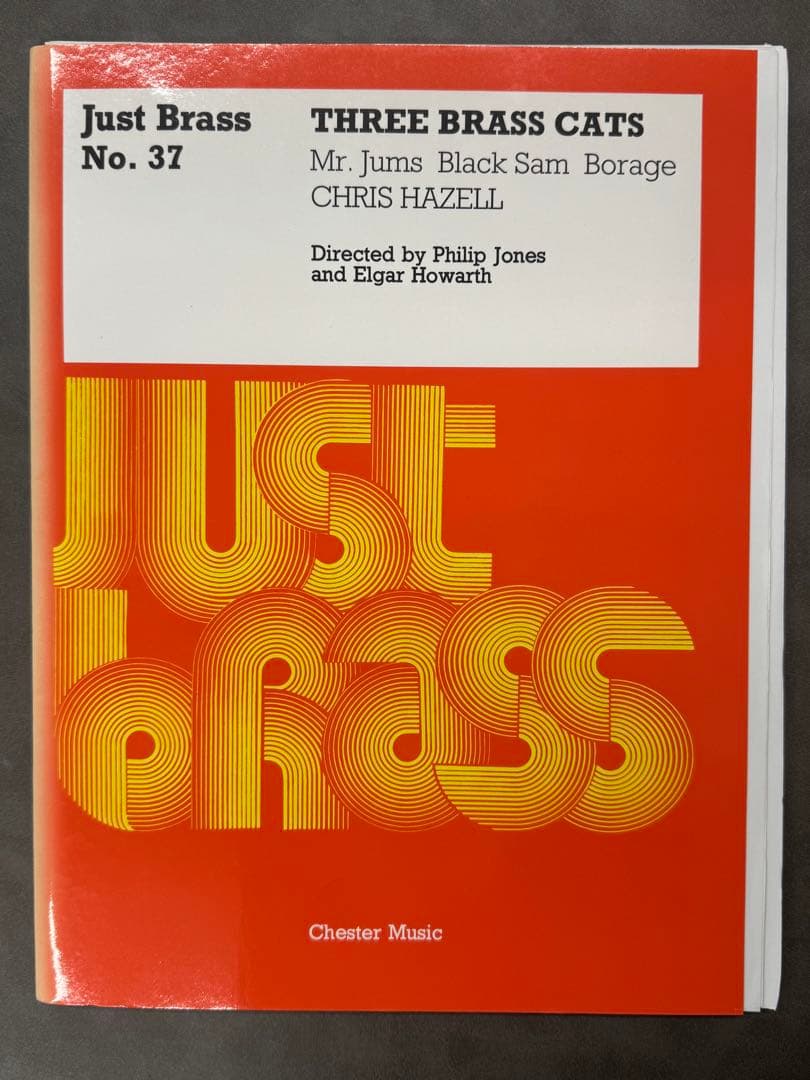 Just Brass
No. 37
THREE BRASS CATS
Mr. Jums Black Sam Borage
CHRIS HAZELL
Directed by Philip Jones
and Elgar Howarth
just
brass
Chester Music